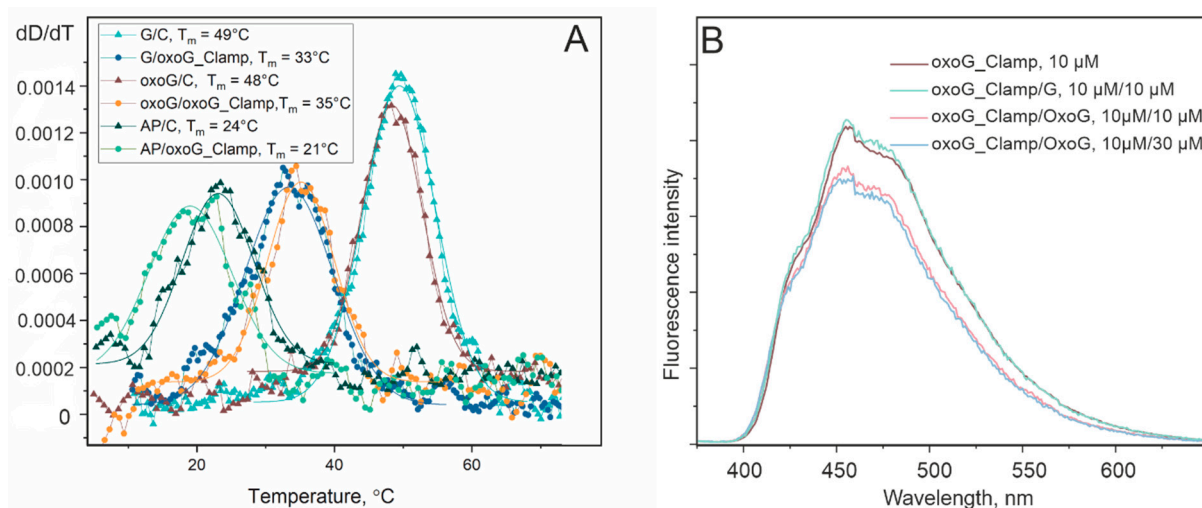 dD/dT
A
G/C, Tm = 49°C
G/oxoG_Clamp, Tm = 33°C
oxoG/C, Tm = 48°C
oxoG/oxoG_Clamp,Tm = 35°C
AP/C, Tm = 24°C
AP/oxoG_Clamp, Tm = 21°C
0.0014
0.0012
0.0010
0.0008
0.0006
0.0004
0.0002
0
20
40
60
Temperature, °C
B
oxoG_Clamp, 10 µM
oxoG_Clamp/G, 10 µM/10 µM
oxoG_Clamp/OxoG, 10µM/10 µM
oxoG_Clamp/OxoG, 10µM/30 µM
Fluorescence intensity
400
450
500
550
600
Wavelength, nm